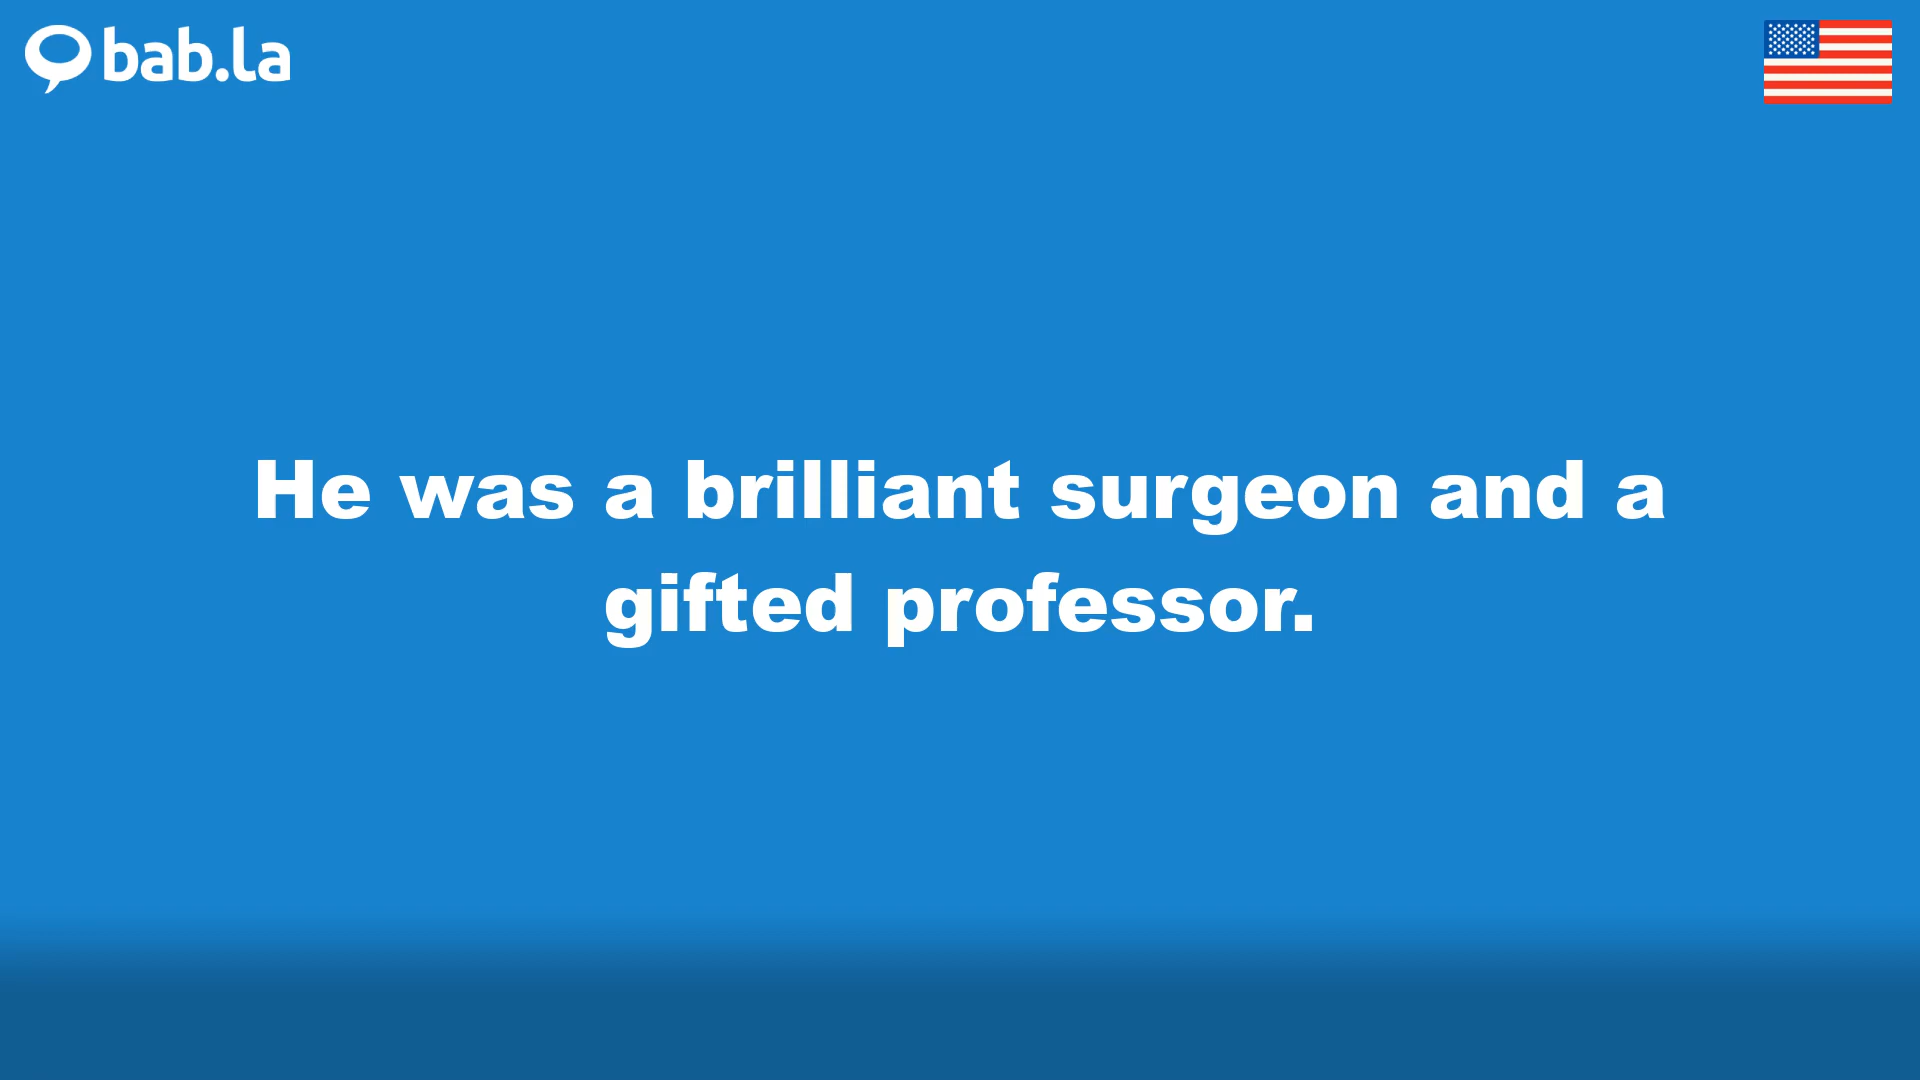 bab.la
He was a brilliant surgeon and a
gifted professor.